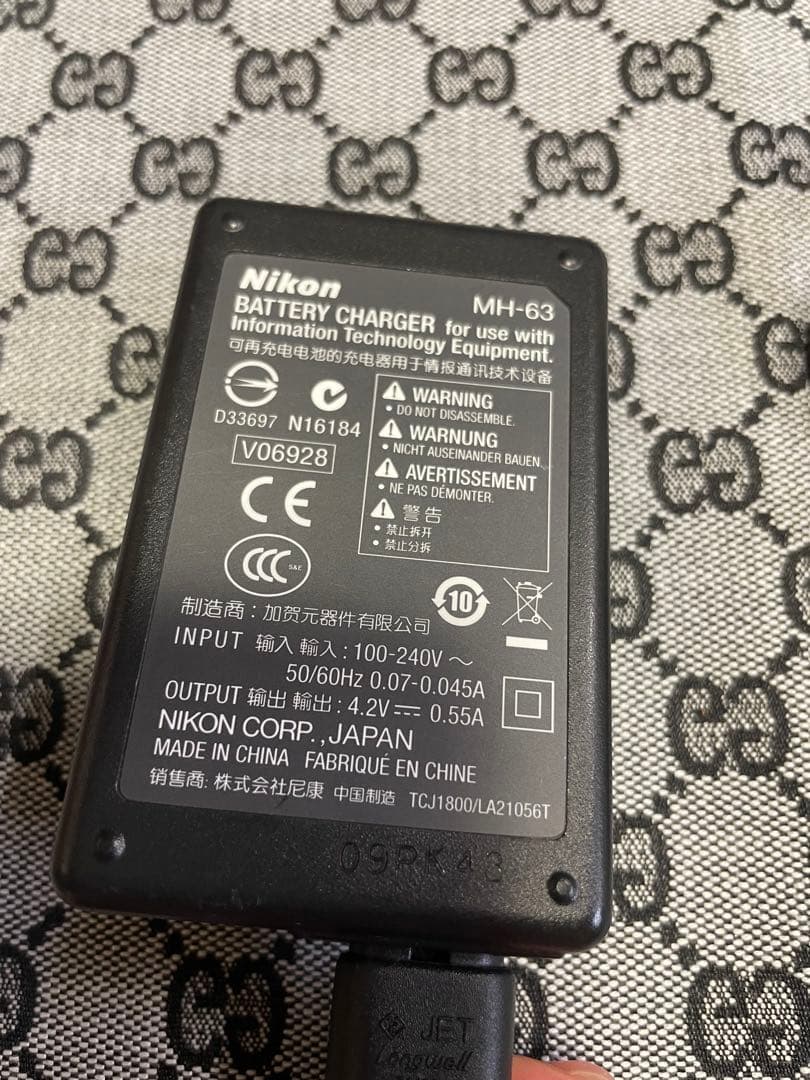 Nikon MH-63
BATTERY CHARGER for use with
Information Technology Equipment.
可再充电电池的充电器用于情报通讯技术设备
D33697 N16184
V06928
CE
CCC S&E
WARNING
• DO NOT DISASSEMBLE.
WARNUNG
• NICHT AUSEINANDER BAUEN.
AVERTISSEMENT
• NE PAS DÉMONTER.
警告
• 禁止拆开
• 禁止分拆
10
制造商：加贺元器件有限公司
INPUT 输入 輸入 : 100-240V ～
50/60Hz 0.07-0.045A
OUTPUT 输出 輸出 : 4.2V ⎓ 0.55A
NIKON CORP.,JAPAN
MADE IN CHINA FABRIQUÉ EN CHINE
销售商: 株式会社尼康 中国制造 TCJ1800/LA21056T
09PK43
JET
Longwell